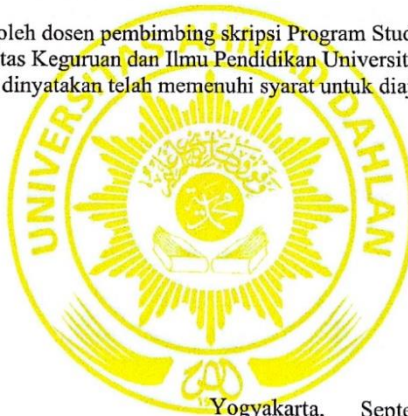 oleh dosen pembimbing skripsi Program Stud
tas Keguruan dan Ilmu Pendidikan Universit
dinyatakan telah memenuhi syarat untuk diaj
UNIVERSITAS AHMAD DAHLAN
Yogyakarta, Septe